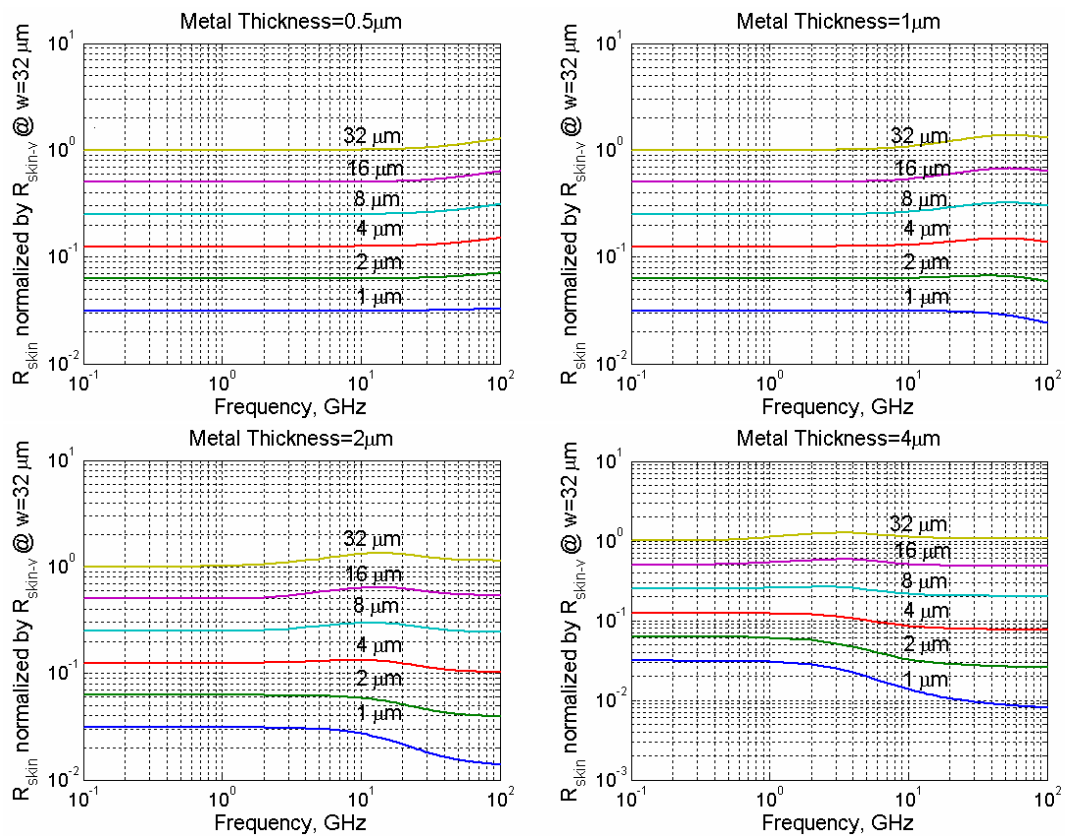 Metal Thickness=0.5μm
R_skin normalized by R_skin-v @ w=32 μm
10^1
10^0
10^-1
10^-2
32 μm
16 μm
8 μm
4 μm
2 μm
1 μm
10^-1
10^0
10^1
10^2
Frequency, GHz
Metal Thickness=1μm
R_skin normalized by R_skin-v @ w=32 μm
10^1
10^0
10^-1
10^-2
32 μm
16 μm
8 μm
4 μm
2 μm
1 μm
10^-1
10^0
10^1
10^2
Frequency, GHz
Metal Thickness=2μm
R_skin normalized by R_skin-v @ w=32 μm
10^1
10^0
10^-1
10^-2
32 μm
16 μm
8 μm
4 μm
2 μm
1 μm
10^-1
10^0
10^1
10^2
Frequency, GHz
Metal Thickness=4μm
R_skin normalized by R_skin-v @ w=32 μm
10^1
10^0
10^-1
10^-2
10^-3
32 μm
16 μm
8 μm
4 μm
2 μm
1 μm
10^-1
10^0
10^1
10^2
Frequency, GHz